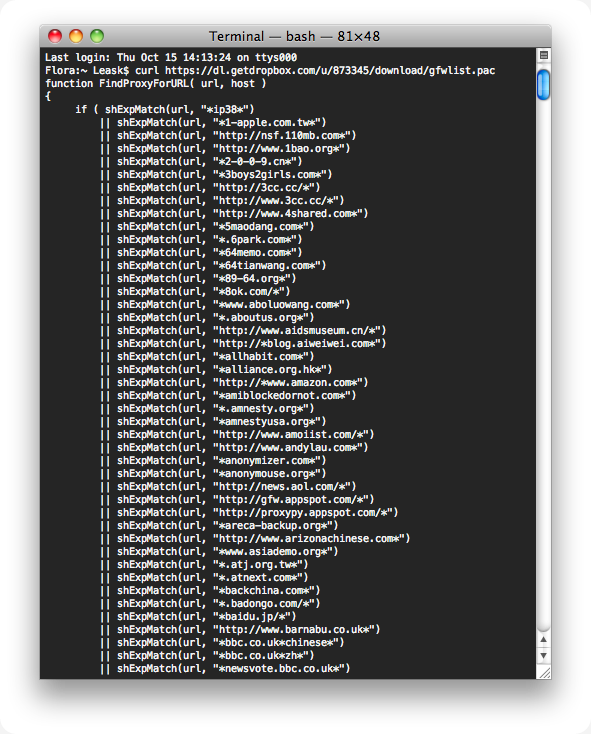 Terminal — bash — 81×48
Last login: Thu Oct 15 14:13:24 on ttys000
Flora:~ Leask$ curl https://dl.getdropbox.com/u/873345/download/gfwlist.pac
function FindProxyForURL( url, host )
{
if ( shExpMatch(url, "*ip38*")
|| shExpMatch(url, "*1-apple.com.tw*")
|| shExpMatch(url, "http://nsf.110mb.com*")
|| shExpMatch(url, "http://www.1bao.org*")
|| shExpMatch(url, "*2-0-0-9.cn*")
|| shExpMatch(url, "*3boys2girls.com*")
|| shExpMatch(url, "http://3cc.cc/*")
|| shExpMatch(url, "http://www.3cc.cc/*")
|| shExpMatch(url, "http://www.4shared.com*")
|| shExpMatch(url, "*5maodang.com*")
|| shExpMatch(url, "*.6park.com*")
|| shExpMatch(url, "*64memo.com*")
|| shExpMatch(url, "*64tianwang.com*")
|| shExpMatch(url, "*89-64.org*")
|| shExpMatch(url, "*8ok.com/*")
|| shExpMatch(url, "*www.aboluowang.com*")
|| shExpMatch(url, "*.aboutus.org*")
|| shExpMatch(url, "http://www.aidsmuseum.cn/*")
|| shExpMatch(url, "http://*blog.aiweiwei.com*")
|| shExpMatch(url, "*allhabit.com*")
|| shExpMatch(url, "*alliance.org.hk*")
|| shExpMatch(url, "http://*www.amazon.com*")
|| shExpMatch(url, "*amiblockedornot.com*")
|| shExpMatch(url, "*.amnesty.org*")
|| shExpMatch(url, "*amnestyusa.org*")
|| shExpMatch(url, "http://www.amoiist.com/*")
|| shExpMatch(url, "http://www.andylau.com*")
|| shExpMatch(url, "*anonymizer.com*")
|| shExpMatch(url, "*anonymouse.org*")
|| shExpMatch(url, "http://news.aol.com/*")
|| shExpMatch(url, "http://gfw.appspot.com/*")
|| shExpMatch(url, "http://proxypy.appspot.com/*")
|| shExpMatch(url, "*areca-backup.org*")
|| shExpMatch(url, "http://www.arizonachinese.com*")
|| shExpMatch(url, "*www.asiademo.org*")
|| shExpMatch(url, "*.atj.org.tw*")
|| shExpMatch(url, "*.atnext.com*")
|| shExpMatch(url, "*backchina.com*")
|| shExpMatch(url, "*.badongo.com/*")
|| shExpMatch(url, "*baidu.jp/*")
|| shExpMatch(url, "http://www.barnabu.co.uk*")
|| shExpMatch(url, "*bbc.co.uk*chinese*")
|| shExpMatch(url, "*bbc.co.uk*zh*")
|| shExpMatch(url, "*newsvote.bbc.co.uk*")